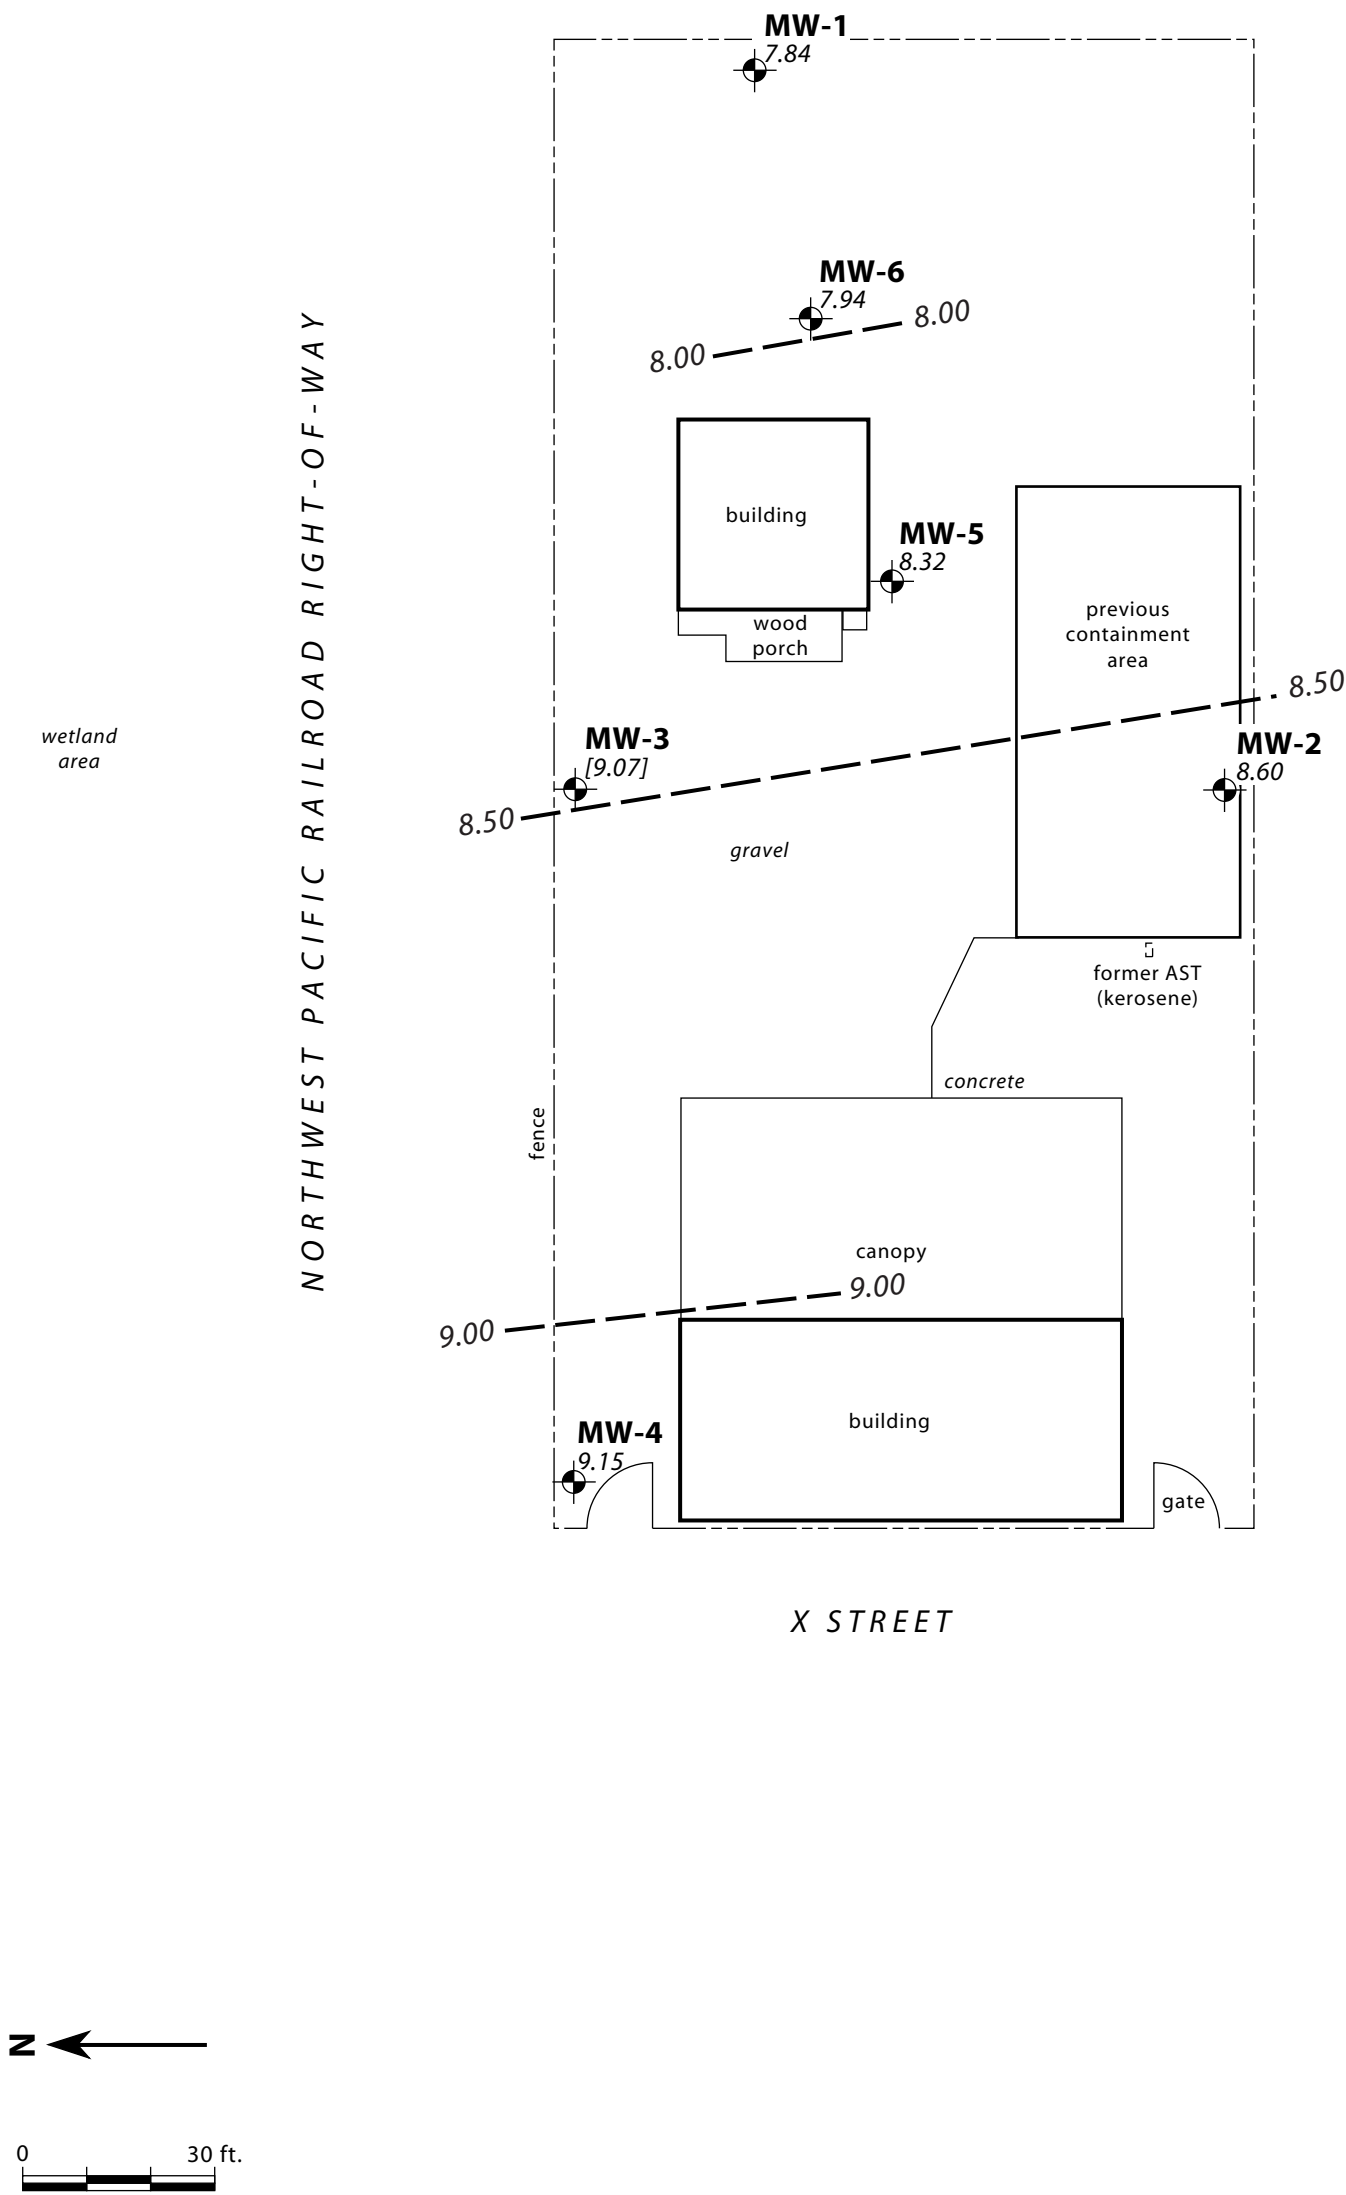 MW-1
7.84
MW-6
7.94
8.00
8.00
building
MW-5
8.32
wood
porch
previous
containment
area
8.50
NORTHWEST PACIFIC RAILROAD RIGHT-OF-WAY
wetland
area
MW-3
[9.07]
MW-2
8.60
8.50
gravel
former AST
(kerosene)
concrete
fence
canopy
9.00
9.00
building
MW-4
9.15
gate
X STREET
N
0 30 ft.